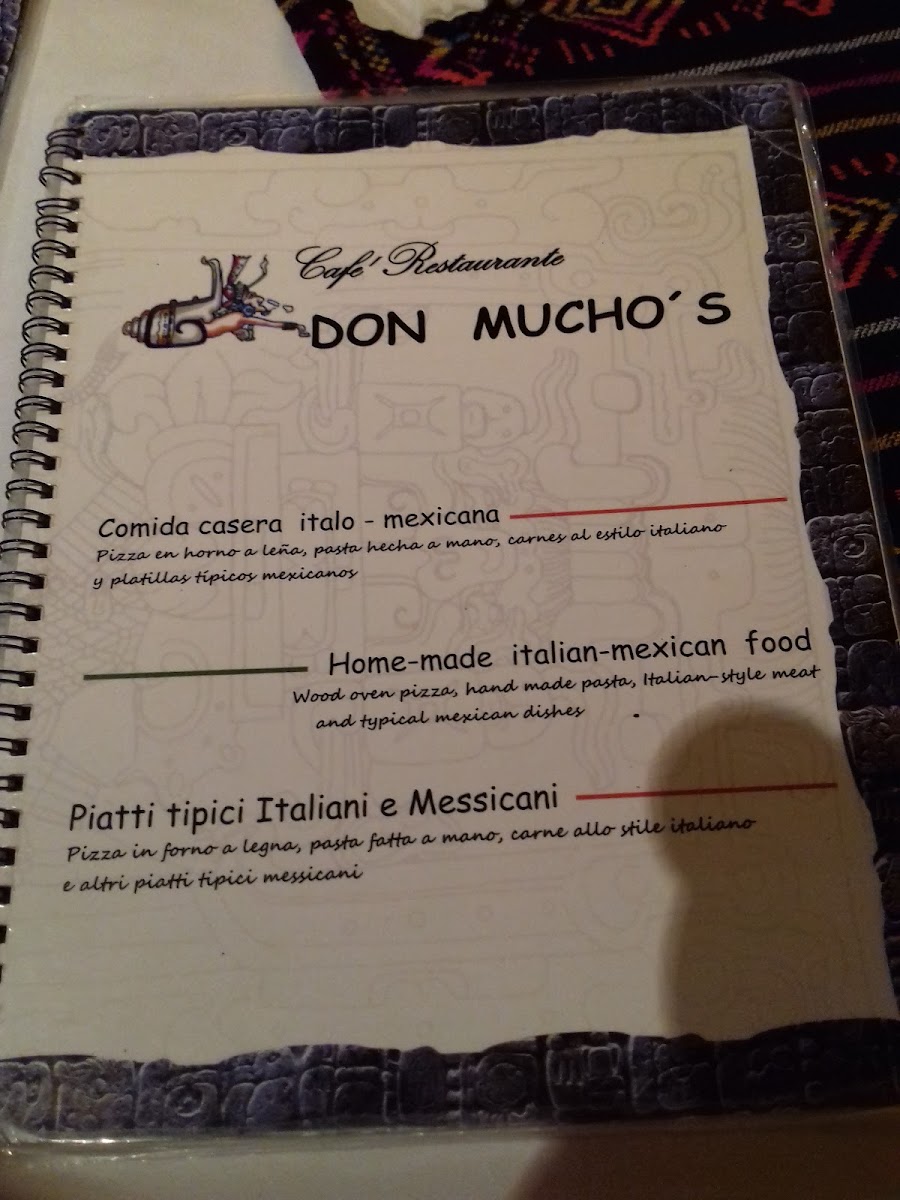 Café Restaurante
DON MUCHO´S
Comida casera italo - mexicana
Pizza en horno a leña, pasta hecha a mano, carnes al estilo italiano
y platillas típicos mexicanos
Home-made italian-mexican food
Wood oven pizza, hand made pasta, Italian-style meat
and typical mexican dishes
Piatti tipici Italiani e Messicani
Pizza in forno a legna, pasta fatta a mano, carne allo stile italiano
e altri piatti tipici messicani